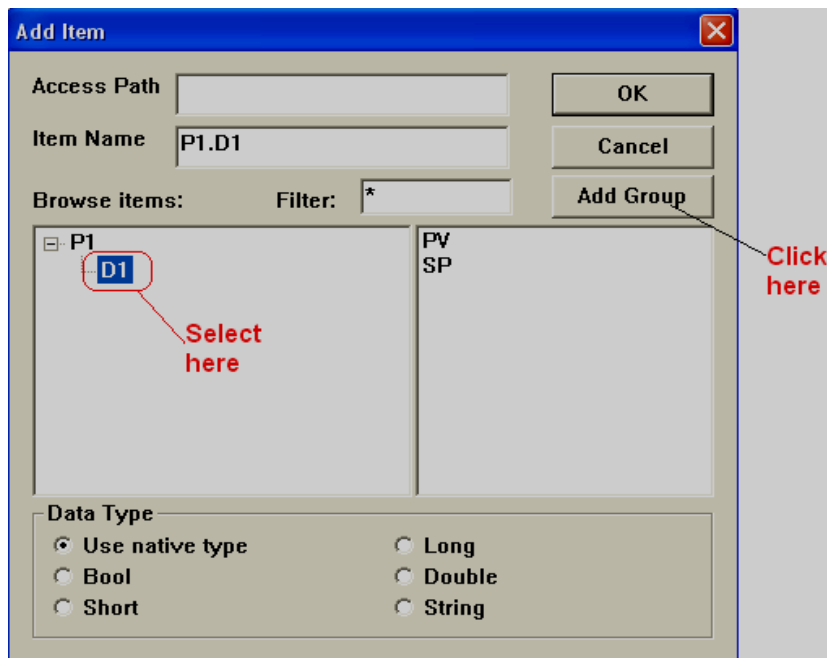 Add Item
Access Path
OK
Item Name P1.D1
Cancel
Browse items: Filter: *
Add Group
P1
D1
PV
SP
Click
here
Select
here
Data Type
Use native type
Long
Bool
Double
Short
String